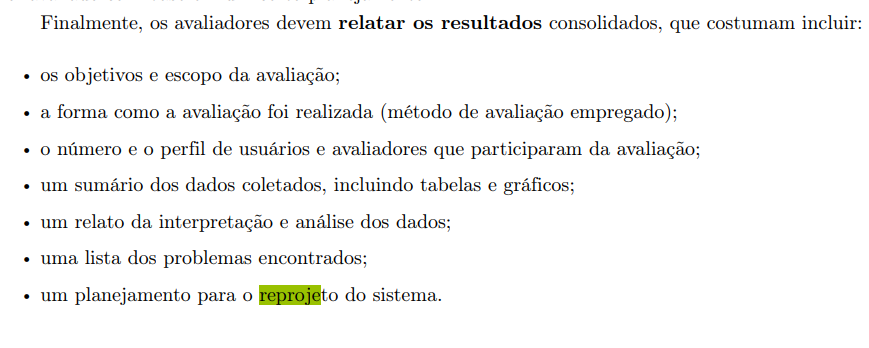 Finalmente, os avaliadores devem relatar os resultados consolidados, que costumam incluir:
• os objetivos e escopo da avaliação;
• a forma como a avaliação foi realizada (método de avaliação empregado);
• o número e o perfil de usuários e avaliadores que participaram da avaliação;
• um sumário dos dados coletados, incluindo tabelas e gráficos;
• um relato da interpretação e análise dos dados;
• uma lista dos problemas encontrados;
• um planejamento para o reprojeto do sistema.